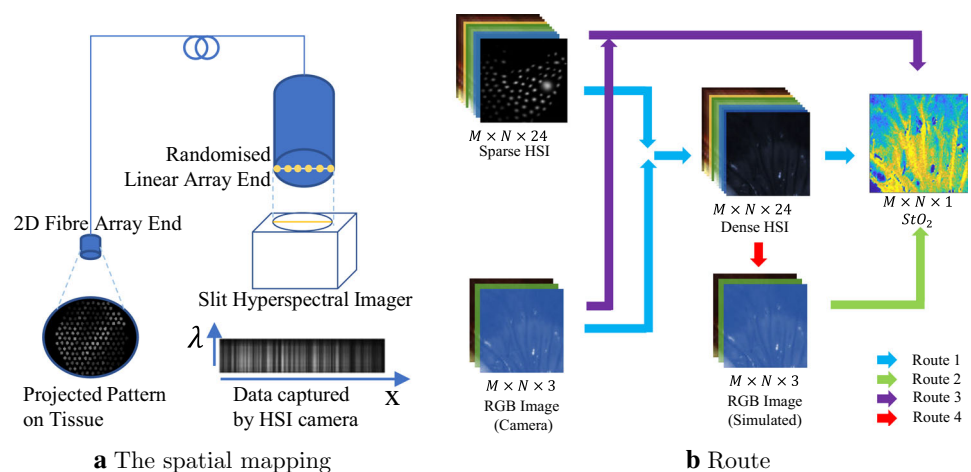 Randomised
Linear Array End
2D Fibre Array End
Slit Hyperspectral Imager
λ
x
Projected Pattern
on Tissue
Data captured
by HSI camera
a The spatial mapping
M × N × 24
Sparse HSI
M × N × 24
Dense HSI
M × N × 1
StO₂
M × N × 3
RGB Image
(Camera)
M × N × 3
RGB Image
(Simulated)
Route 1
Route 2
Route 3
Route 4
b Route